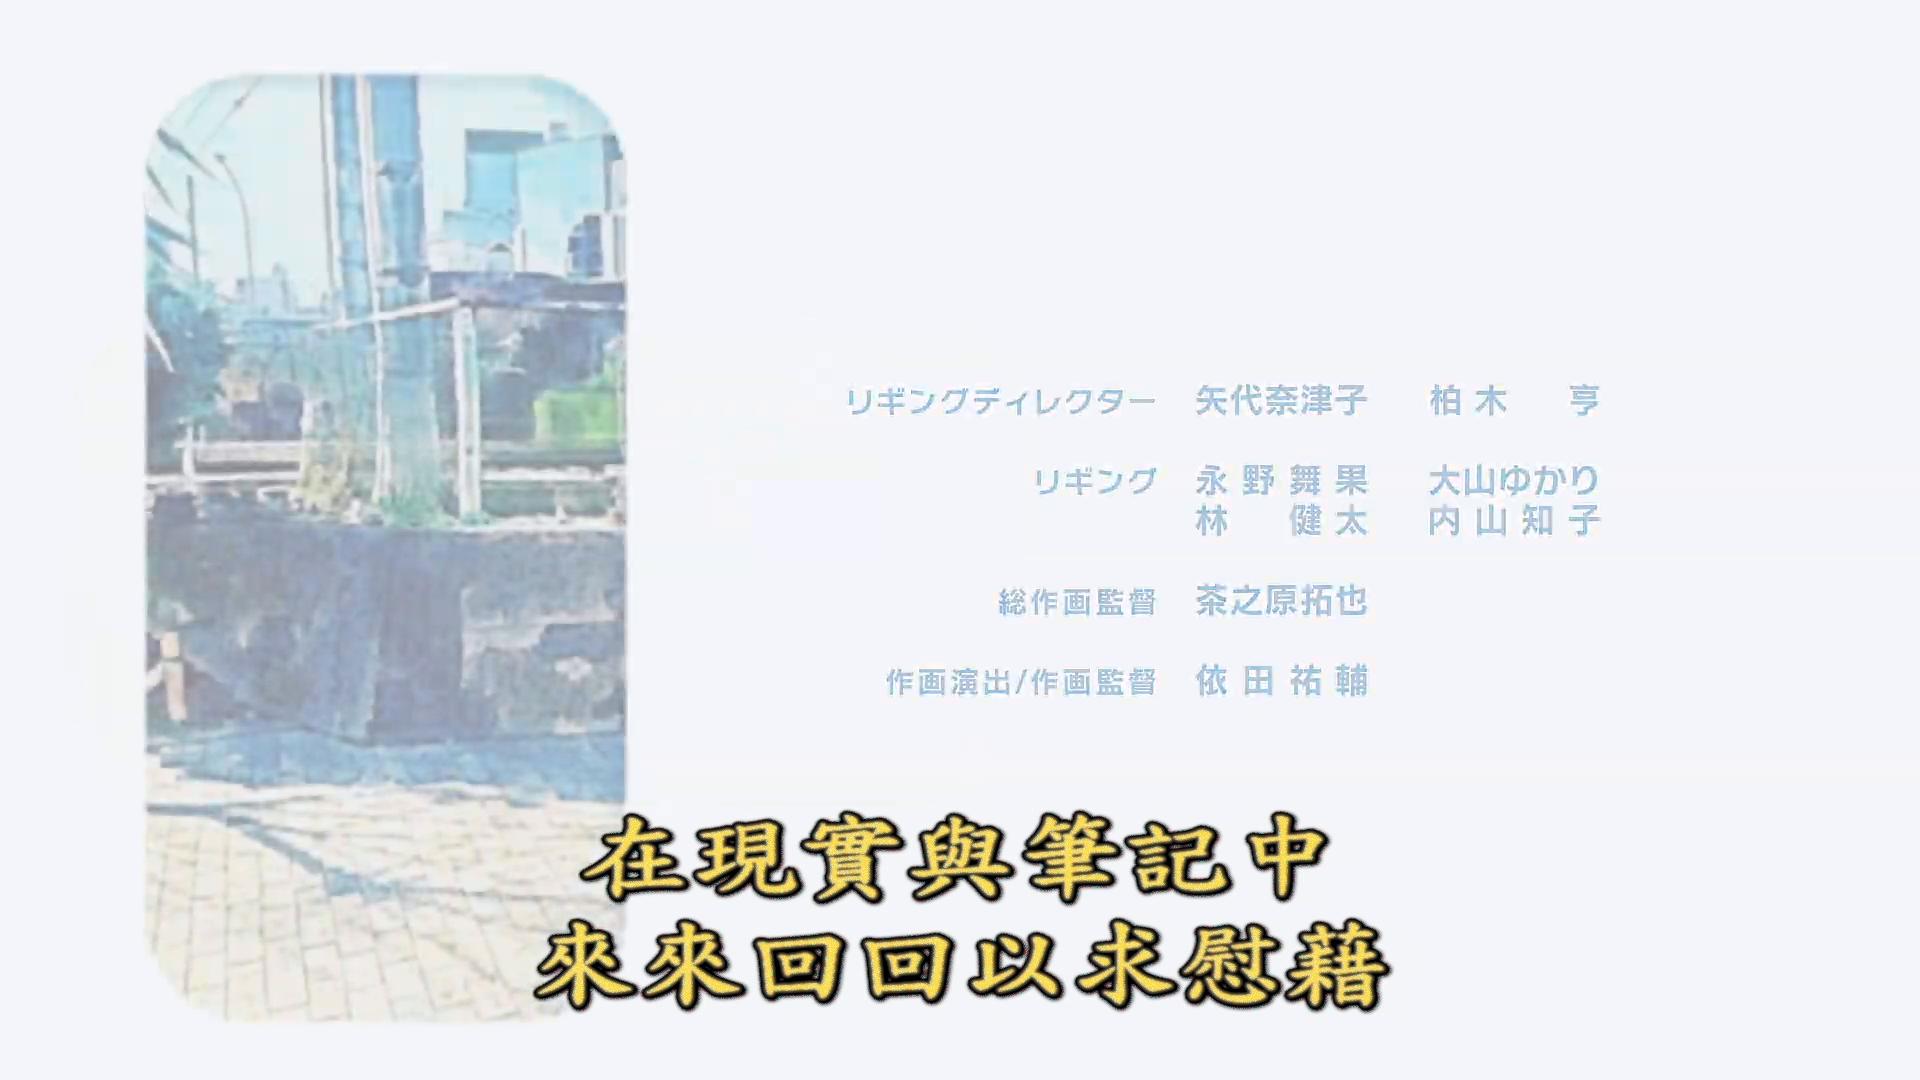 リギングディレクター 矢代奈津子 柏木 亨
リギング 永野舞果 大山ゆかり
林 健太 内山知子
総作画監督 茶之原拓也
作画演出/作画監督 依田祐輔
在現實與筆記中
來來回回以求慰藉